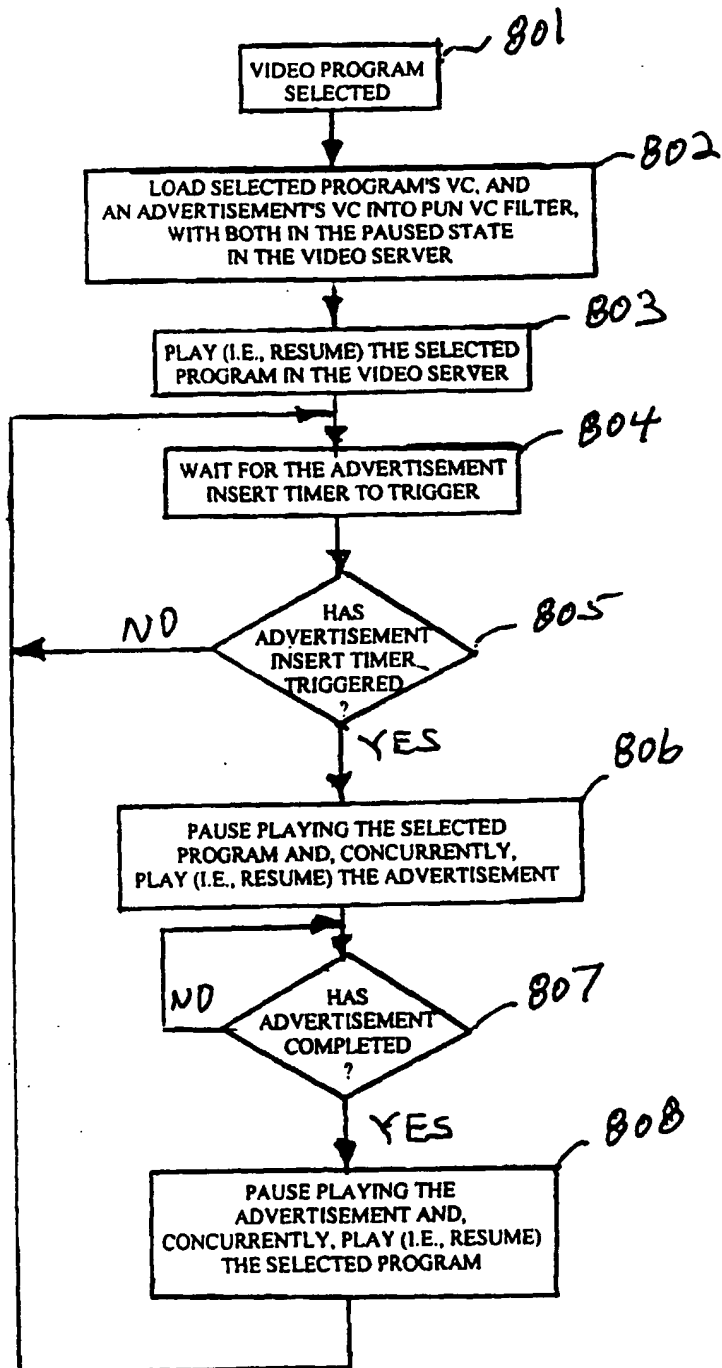 801
VIDEO PROGRAM
SELECTED
802
LOAD SELECTED PROGRAM'S VC, AND
AN ADVERTISEMENT'S VC INTO PUN VC FILTER,
WITH BOTH IN THE PAUSED STATE
IN THE VIDEO SERVER
803
PLAY (I.E., RESUME) THE SELECTED
PROGRAM IN THE VIDEO SERVER
804
WAIT FOR THE ADVERTISEMENT
INSERT TIMER TO TRIGGER
805
HAS
ADVERTISEMENT
INSERT TIMER
TRIGGERED
?
NO
YES
806
PAUSE PLAYING THE SELECTED
PROGRAM AND, CONCURRENTLY,
PLAY (I.E., RESUME) THE ADVERTISEMENT
807
HAS
ADVERTISEMENT
COMPLETED
?
NO
YES
808
PAUSE PLAYING THE
ADVERTISEMENT AND,
CONCURRENTLY, PLAY (I.E., RESUME)
THE SELECTED PROGRAM